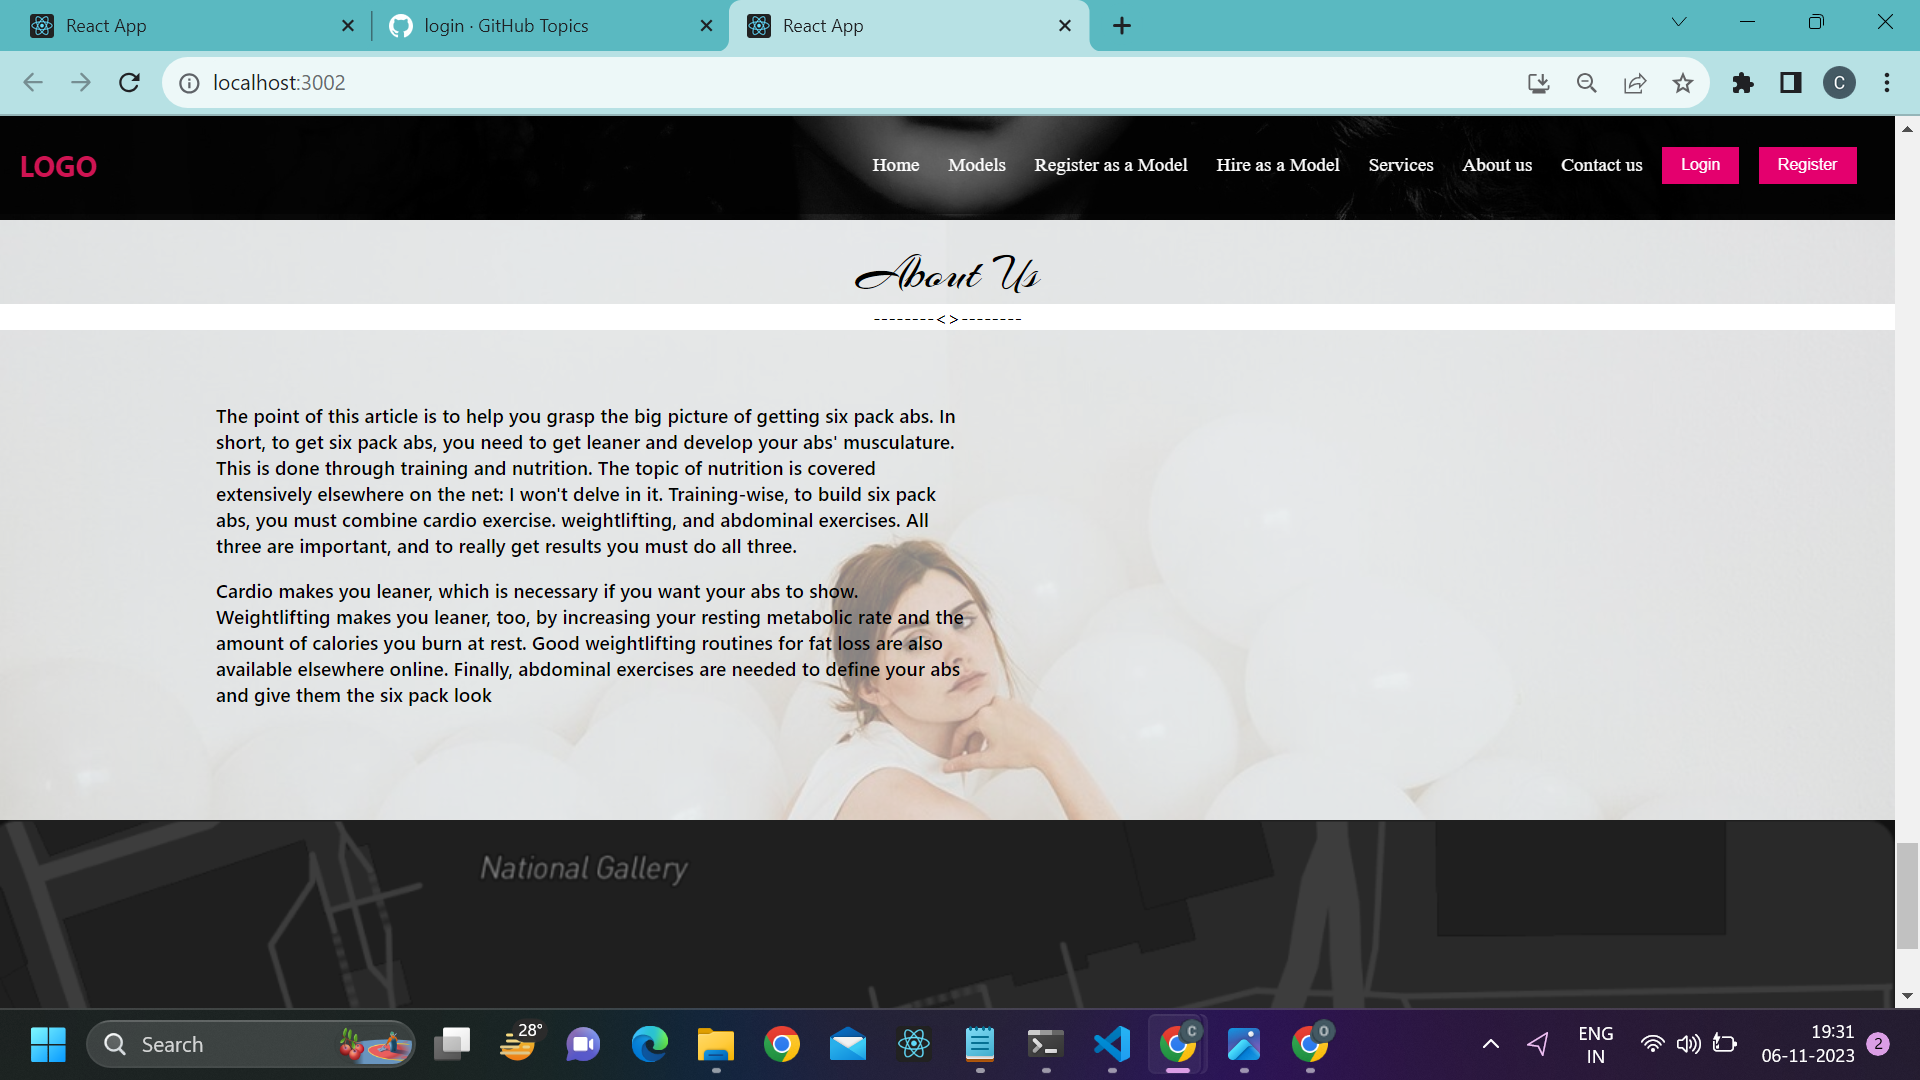 React App
login · GitHub Topics
React App
localhost:3002
C
LOGO
Home Models Register as a Model Hire as a Model Services About us Contact us Login Register
About Us
--------<>--------
The point of this article is to help you grasp the big picture of getting six pack abs. In
short, to get six pack abs, you need to get leaner and develop your abs' musculature.
This is done through training and nutrition. The topic of nutrition is covered
extensively elsewhere on the net: I won't delve in it. Training-wise, to build six pack
abs, you must combine cardio exercise. weightlifting, and abdominal exercises. All
three are important, and to really get results you must do all three.
Cardio makes you leaner, which is necessary if you want your abs to show.
Weightlifting makes you leaner, too, by increasing your resting metabolic rate and the
amount of calories you burn at rest. Good weightlifting routines for fat loss are also
available elsewhere online. Finally, abdominal exercises are needed to define your abs
and give them the six pack look
National Gallery
Search
28°
C
O
ENG
IN
19:31
06-11-2023
2